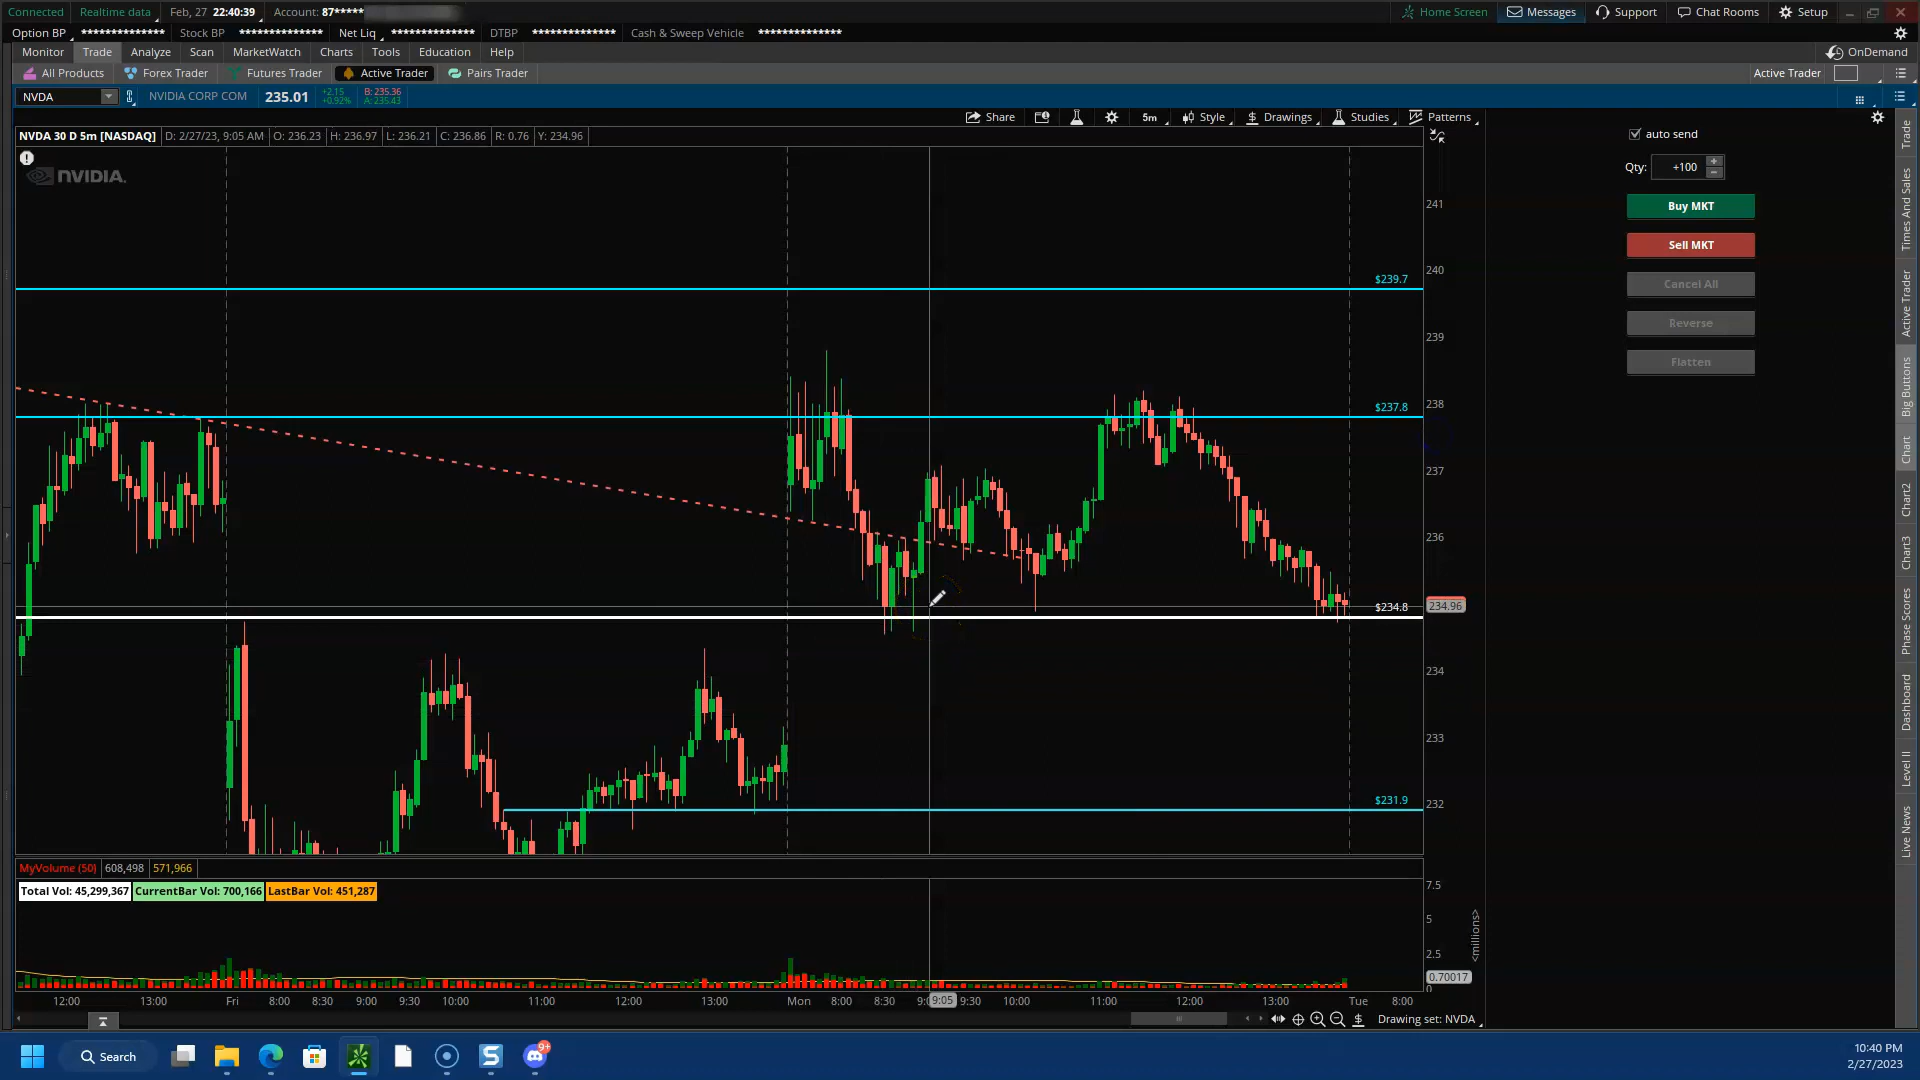 Connected Realtime data Feb, 27 22:40:39 Account: 87***** Home Screen Messages Support Chat Rooms Setup
Option BP ************** Stock BP ************** Net Liq ************** DTBP ************** Cash & Sweep Vehicle **************
Monitor Trade Analyze Scan MarketWatch Charts Tools Education Help OnDemand
All Products Forex Trader Futures Trader Active Trader Pairs Trader Active Trader
NVDA NVIDIA CORP COM 235.01 +2.15 +0.92% B: 235.36 A: 235.43
Share 5m Style Drawings Studies Patterns
NVDA 30 D 5m [NASDAQ] D: 2/27/23, 9:05 AM O: 236.23 H: 236.97 L: 236.21 C: 236.86 R: 0.76 Y: 234.96
NVIDIA.
auto send
Qty: +100
Buy MKT
Sell MKT
Cancel All
Reverse
Flatten
241
240
239
238
237
236
234.96
234
233
232
$239.7
$237.8
$234.8
$231.9
MyVolume (50) 608,498 571,966
Total Vol: 45,299,367 CurrentBar Vol: 700,166 LastBar Vol: 451,287
7.5
5
2.5
0.70017
0
<millions>
12:00 13:00 Fri 8:00 8:30 9:00 9:30 10:00 11:00 12:00 13:00 Mon 8:00 8:30 9:05 9:30 10:00 11:00 12:00 13:00 Tue 8:00
Drawing set: NVDA
Trade
Times And Sales
Active Trader
Big Buttons
Chart
Chart2
Chart3
Phase Scores
Dashboard
Level II
Live News
Search
9+
10:40 PM
2/27/2023